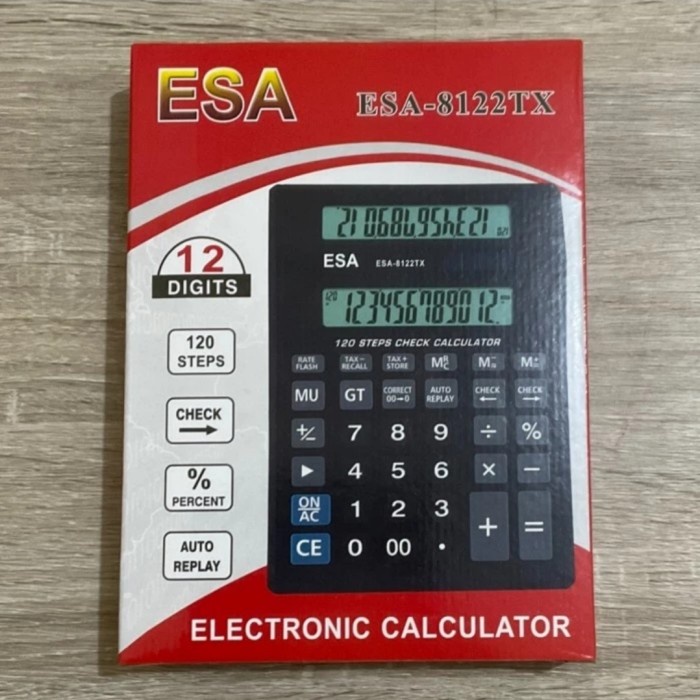 ESA
ESA-8122TX
12
DIGITS
120
STEPS
CHECK
→
%
PERCENT
AUTO
REPLAY
ESA ESA-8122TX
123456789012
120 STEPS CHECK CALCULATOR
RATE FLASH TAX− RECALL TAX+ STORE MRC M− M+
MU GT CORRECT 00→0 AUTO REPLAY CHECK ← CHECK →
+/− 7 8 9 ÷ %
▶ 4 5 6 × −
ON/AC 1 2 3 + =
CE 0 00 •
ELECTRONIC CALCULATOR